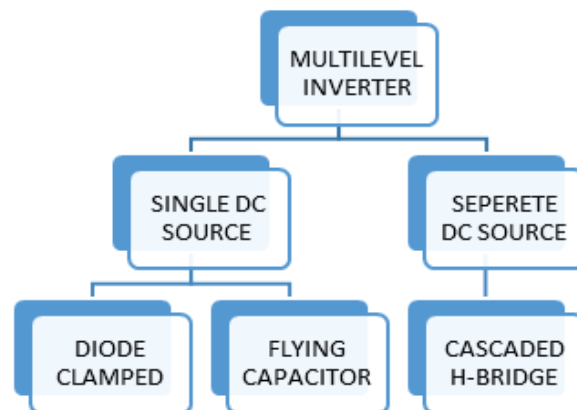 MULTILEVEL
INVERTER
SINGLE DC
SOURCE
SEPERETE
DC SOURCE
DIODE
CLAMPED
FLYING
CAPACITOR
CASCADED
H-BRIDGE